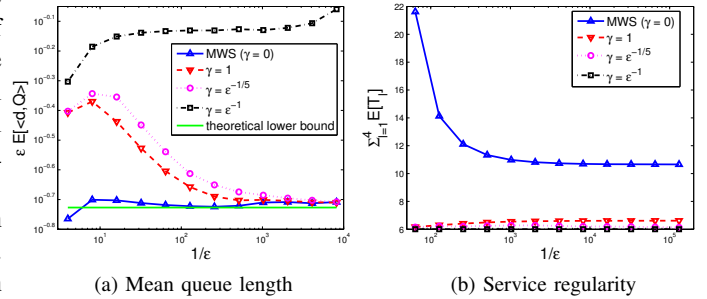 10^-0.1
10^-0.2
10^-0.3
10^-0.4
10^-0.5
10^-0.6
10^-0.7
10^-0.8
ε E[<d,Q>]
MWS (γ = 0)
γ = 1
γ = ε^-1/5
γ = ε^-1
theoretical lower bound
10^1
10^2
10^3
10^4
1/ε
(a) Mean queue length
22
20
18
16
14
12
10
8
6
Σ_{l=1}^4 E[T_l]
MWS (γ = 0)
γ = 1
γ = ε^-1/5
γ = ε^-1
10^2
10^3
10^4
10^5
1/ε
(b) Service regularity